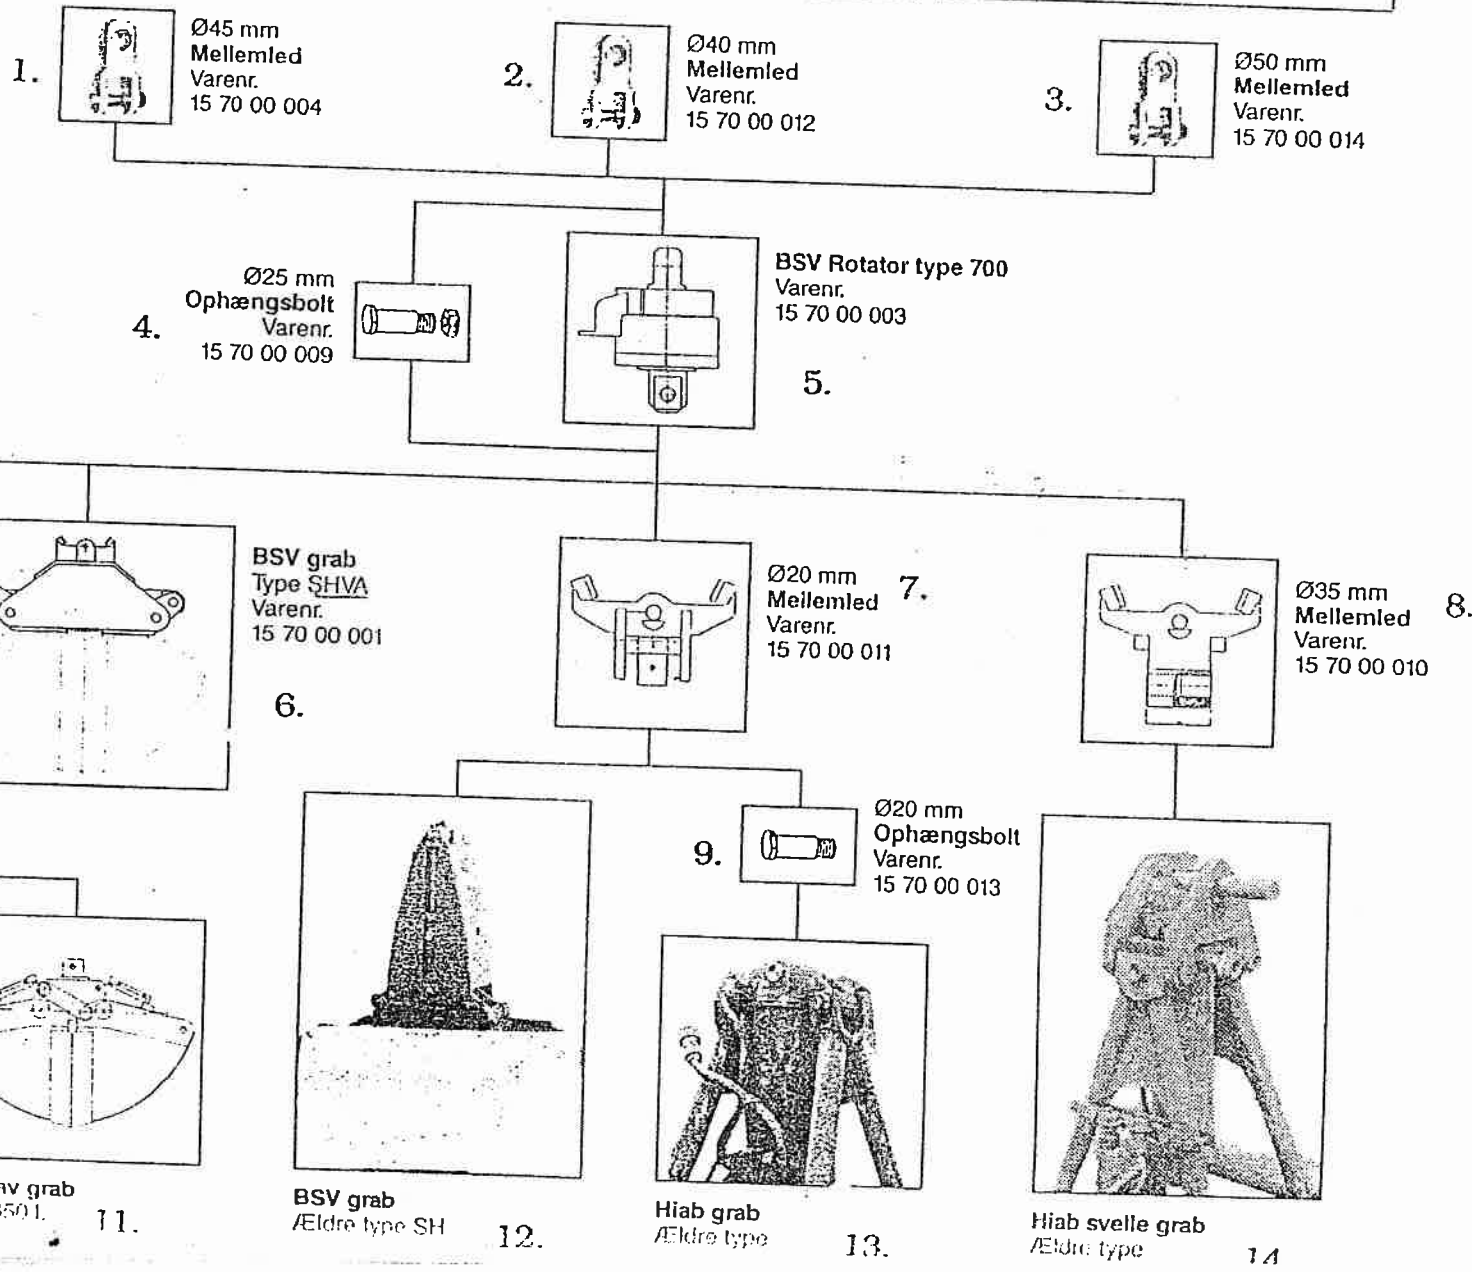 1.
Ø45 mm
Mellemled
Varenr.
15 70 00 004
2.
Ø40 mm
Mellemled
Varenr.
15 70 00 012
3.
Ø50 mm
Mellemled
Varenr.
15 70 00 014
4.
Ø25 mm
Ophængsbolt
Varenr.
15 70 00 009
BSV Rotator type 700
Varenr.
15 70 00 003
5.
BSV grab
Type SHVA
Varenr.
15 70 00 001
6.
Ø20 mm
Mellemled
Varenr.
15 70 00 011
7.
Ø35 mm
Mellemled
Varenr.
15 70 00 010
8.
9.
Ø20 mm
Ophængsbolt
Varenr.
15 70 00 013
grab
11.
BSV grab
Ældre type SH
12.
Hiab grab
Ældre type
13.
Hiab svelle grab
Ældre type
14